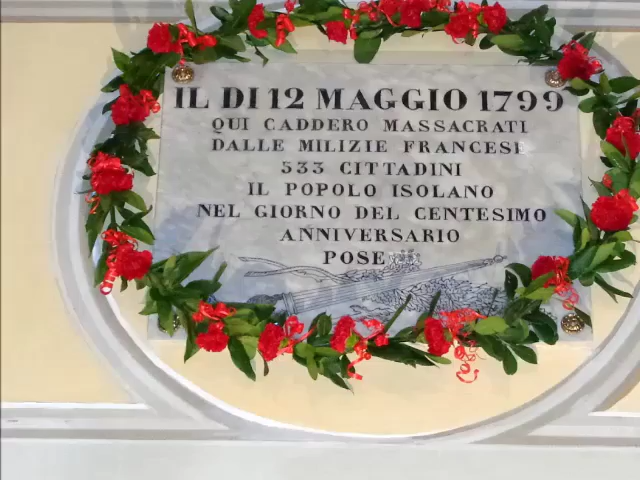 IL DI 12 MAGGIO 1799
QUI CADDERO MASSACRATI
DALLE MILIZIE FRANCESI
533 CITTADINI
IL POPOLO ISOLANO
NEL GIORNO DEL CENTESIMO
ANNIVERSARIO
POSE